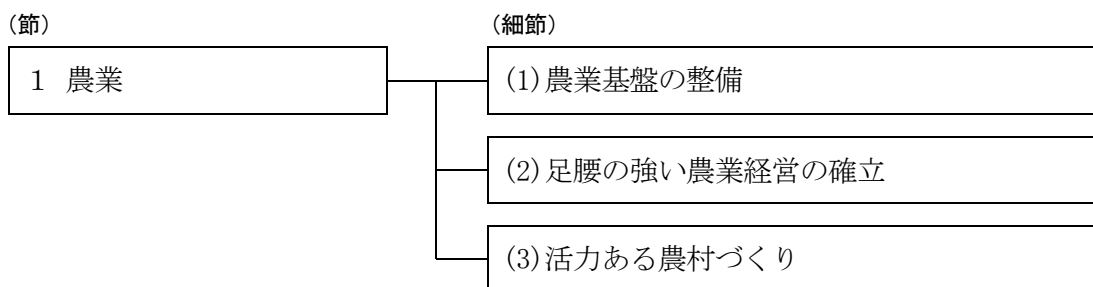 (節)
(細節)
1 農業
(1)農業基盤の整備
(2)足腰の強い農業経営の確立
(3)活力ある農村づくり